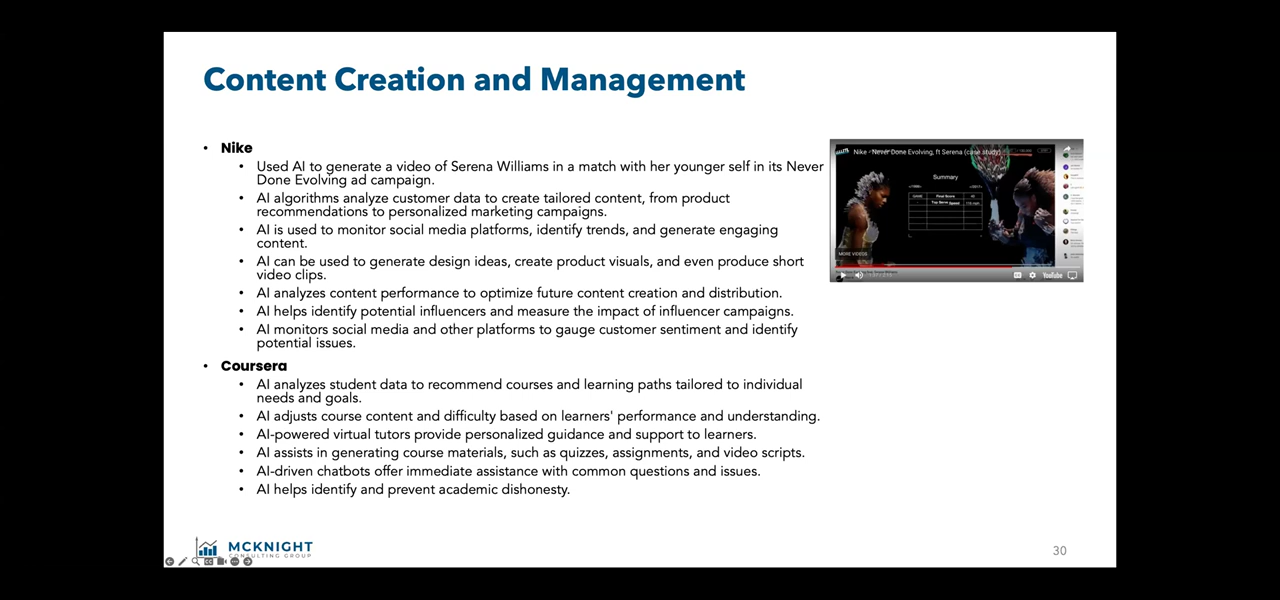 Content Creation and Management
• Nike
• Used AI to generate a video of Serena Williams in a match with her younger self in its Never
Done Evolving ad campaign.
• AI algorithms analyze customer data to create tailored content, from product
recommendations to personalized marketing campaigns.
• AI is used to monitor social media platforms, identify trends, and generate engaging
content.
• AI can be used to generate design ideas, create product visuals, and even produce short
video clips.
• AI analyzes content performance to optimize future content creation and distribution.
• AI helps identify potential influencers and measure the impact of influencer campaigns.
• AI monitors social media and other platforms to gauge customer sentiment and identify
potential issues.
• Coursera
• AI analyzes student data to recommend courses and learning paths tailored to individual
needs and goals.
• AI adjusts course content and difficulty based on learners' performance and understanding.
• AI-powered virtual tutors provide personalized guidance and support to learners.
• AI assists in generating course materials, such as quizzes, assignments, and video scripts.
• AI-driven chatbots offer immediate assistance with common questions and issues.
• AI helps identify and prevent academic dishonesty.
Nike - Never Done Evolving, ft Serena (case study)
Summary
Final Score
Top Serve Speed
MORE VIDEOS
YouTube
MCKNIGHT
CONSULTING GROUP
30